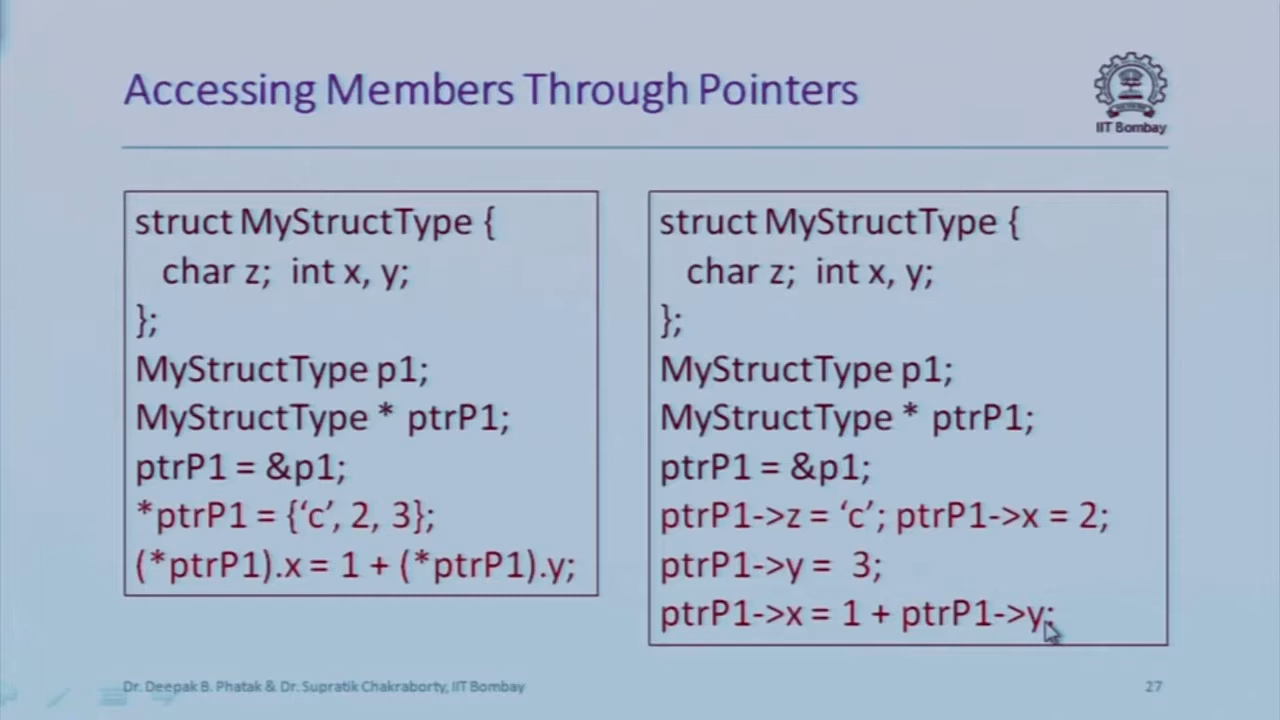 Accessing Members Through Pointers
IIT Bombay
struct MyStructType {
char z;  int x, y;
};
MyStructType p1;
MyStructType * ptrP1;
ptrP1 = &p1;
*ptrP1 = {‘c’, 2, 3};
(*ptrP1).x = 1 + (*ptrP1).y;
struct MyStructType {
char z;  int x, y;
};
MyStructType p1;
MyStructType * ptrP1;
ptrP1 = &p1;
ptrP1->z = ‘c’; ptrP1->x = 2;
ptrP1->y =  3;
ptrP1->x = 1 + ptrP1->y;
Dr. Deepak B. Phatak & Dr. Supratik Chakraborty, IIT Bombay
27